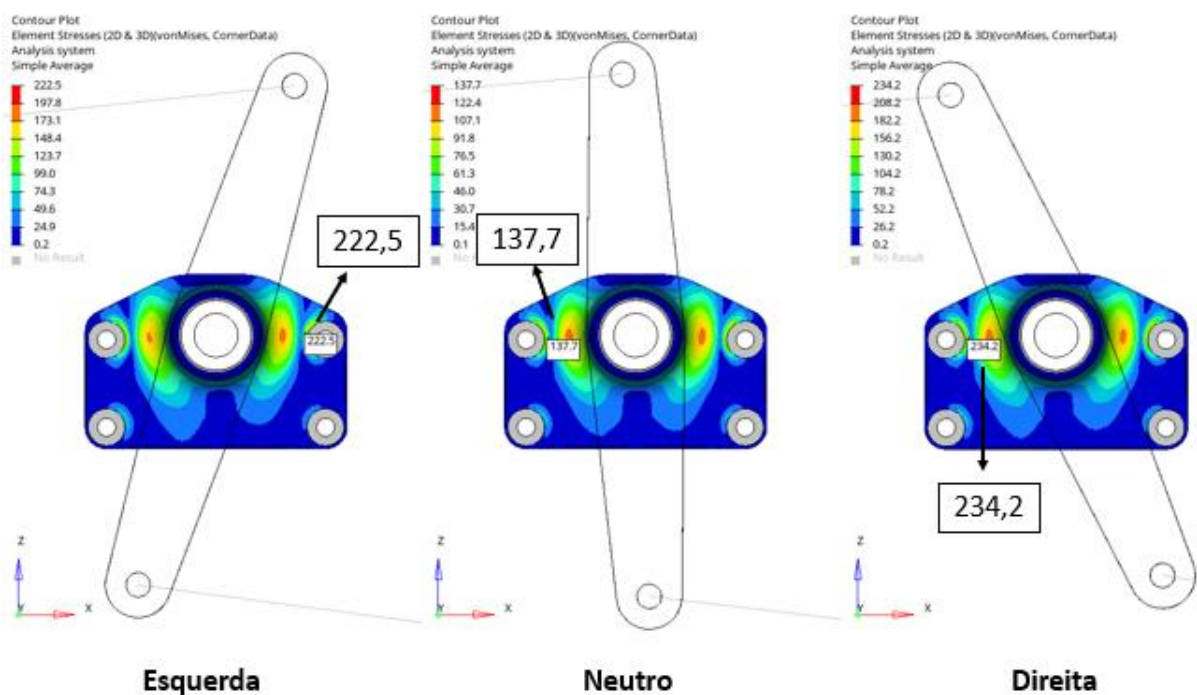 Contour Plot
Element Stresses (2D & 3D)(vonMises, CornerData)
Analysis system
Simple Average
222.5
197.8
173.1
148.4
123.7
99.0
74.3
49.6
24.9
0.2
No Result
222,5
222.5
Z
Y
X
Esquerda
Contour Plot
Element Stresses (2D & 3D)(vonMises, CornerData)
Analysis system
Simple Average
137.7
122.4
107.1
91.8
76.5
61.3
46.0
30.7
15.4
0.1
137,7
137.7
Z
Y
X
Neutro
Contour Plot
Element Stresses (2D & 3D)(vonMises, CornerData)
Analysis system
Simple Average
234.2
208.2
182.2
156.2
130.2
104.2
78.2
52.2
26.2
0.2
No Result
234.2
234,2
Z
Y
X
Direita